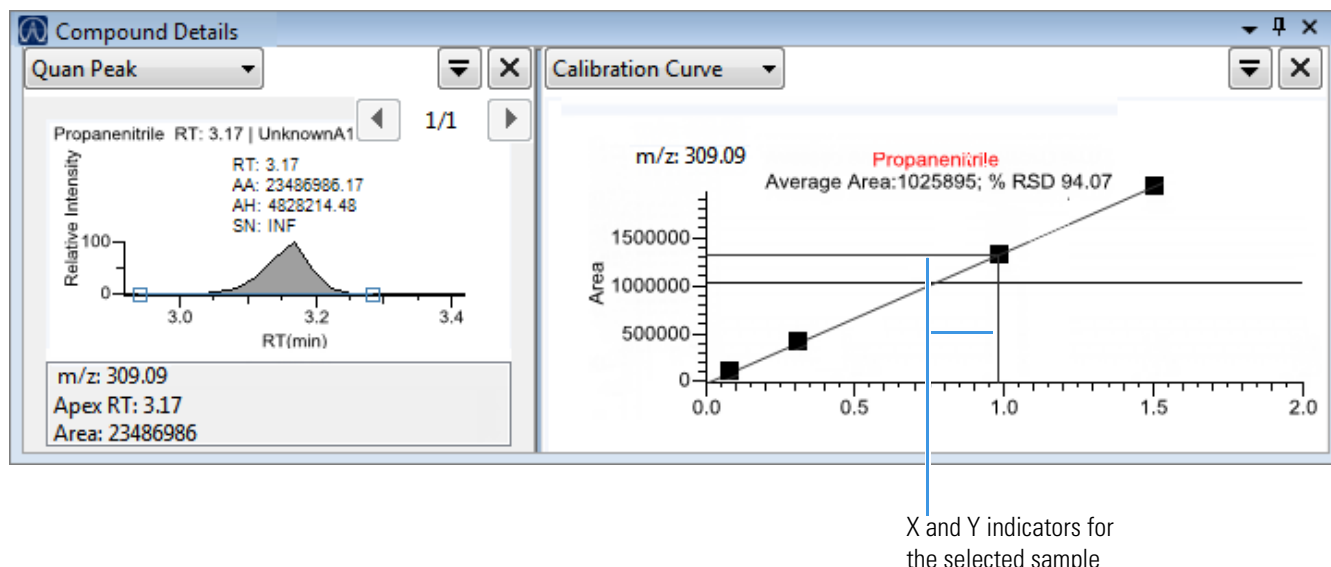 Compound Details
Quan Peak
1/1
Propanenitrile RT: 3.17 | UnknownA1
RT: 3.17
AA: 23486986.17
AH: 4828214.48
SN: INF
Relative Intensity
100
0
3.0 3.2 3.4
RT(min)
m/z: 309.09
Apex RT: 3.17
Area: 23486986
Calibration Curve
m/z: 309.09
Propanenitrile
Average Area:1025895; % RSD 94.07
Area
1500000
1000000
500000
0
0.0 0.5 1.0 1.5 2.0
X and Y indicators for
the selected sample